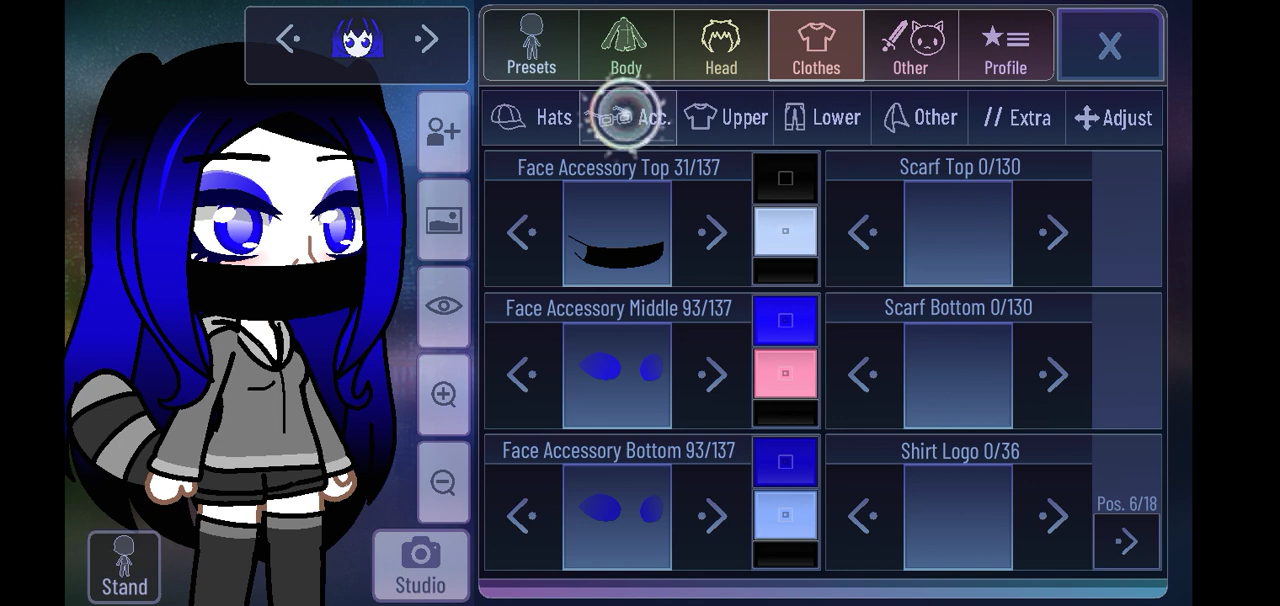 Presets
Body
Head
Clothes
Other
Profile
X
Hats
Acc.
Upper
Lower
Other
Extra
Adjust
Face Accessory Top 31/137
Scarf Top 0/130
Face Accessory Middle 93/137
Scarf Bottom 0/130
Face Accessory Bottom 93/137
Shirt Logo 0/36
Pos. 6/18
Stand
Studio